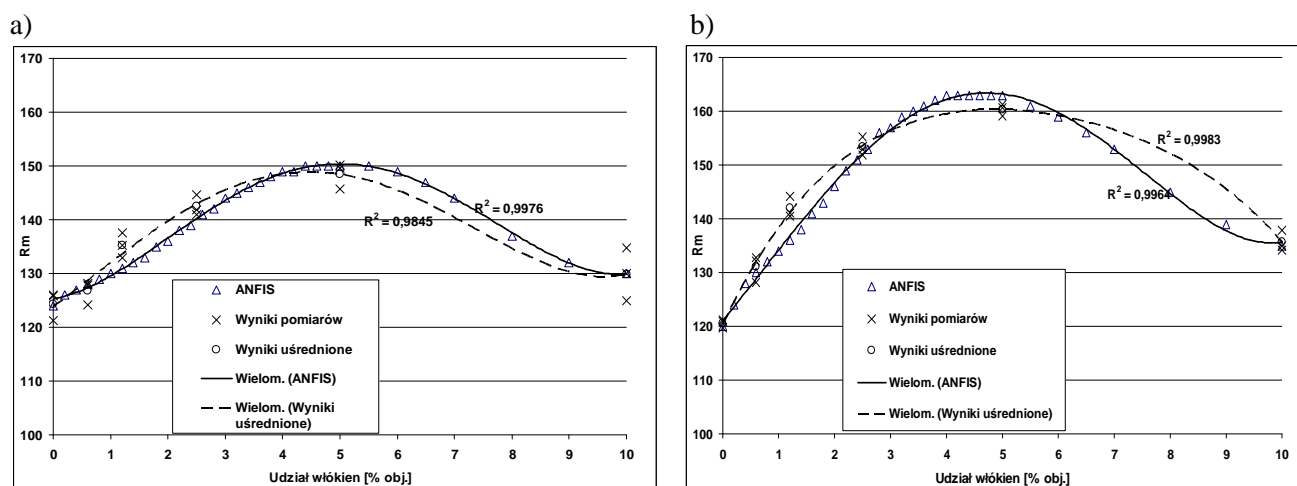 a)
170
160
150
140
130
120
110
100
Rm
R² = 0,9976
R² = 0,9845
ANFIS
Wyniki pomiarów
Wyniki uśrednione
Wielom. (ANFIS)
Wielom. (Wyniki
uśrednione)
0 1 2 3 4 5 6 7 8 9 10
Udział włókien [% obj.]
b)
170
160
150
140
130
120
110
100
Rm
R² = 0,9983
R² = 0,9964
ANFIS
Wyniki pomiarów
Wyniki uśrednione
Wielom. (ANFIS)
Wielom. (Wyniki uśrednione)
0 1 2 3 4 5 6 7 8 9 10
Udział włókien [% obj.]